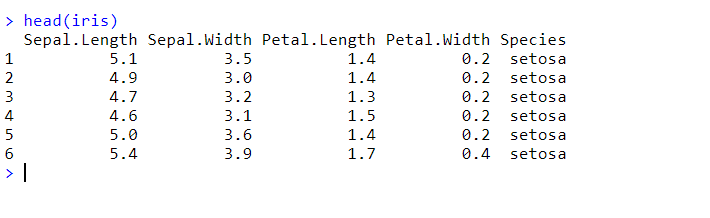 > head(iris)
  Sepal.Length Sepal.Width Petal.Length Petal.Width Species
1          5.1         3.5          1.4         0.2  setosa
2          4.9         3.0          1.4         0.2  setosa
3          4.7         3.2          1.3         0.2  setosa
4          4.6         3.1          1.5         0.2  setosa
5          5.0         3.6          1.4         0.2  setosa
6          5.4         3.9          1.7         0.4  setosa
>